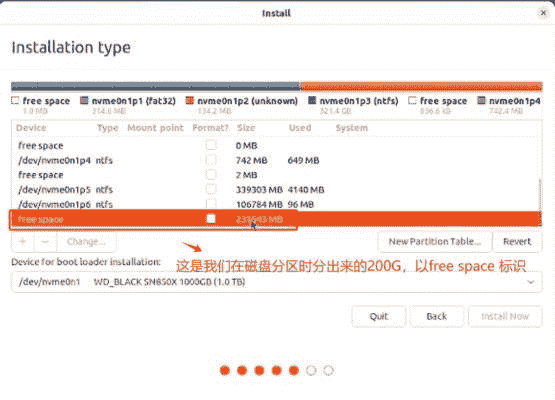 Install
Installation type
free space nvme0n1p1 (fat32) nvme0n1p2 (unknown) nvme0n1p3 (ntfs) free space nvme0n1p4
1.0 MB 314.6 MB 134.2 MB 321.4 GB 836.6 kB 742.4 MB
Device Type Mount point Format? Size Used System
free space 0 MB
/dev/nvme0n1p4 ntfs 742 MB 649 MB
free space 2 MB
/dev/nvme0n1p5 ntfs 339303 MB 4140 MB
/dev/nvme0n1p6 ntfs 106784 MB 96 MB
free space MB
+ − Change... New Partition Table... Revert
Device for boot loader installation:
这是我们在磁盘分区时分出来的200G，以free space 标识
/dev/nvme0n1 WD_BLACK SN850X 1000GB (1.0 TB)
Quit Back Install Now